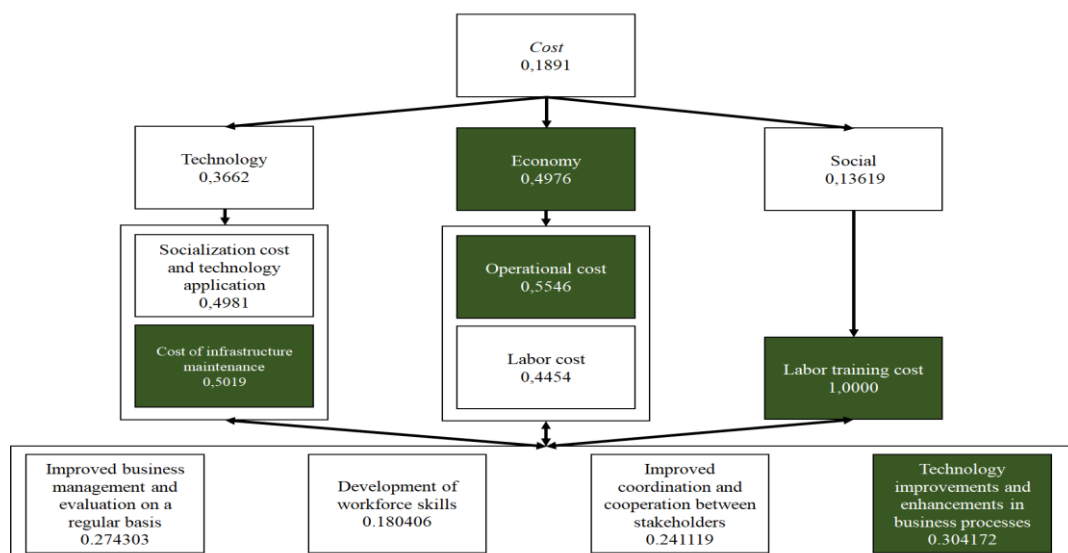 Cost
0,1891
Technology
0,3662
Economy
0,4976
Social
0,13619
Socialization cost
and technology
application
0,4981
Cost of infrastructure
maintenance
0,5019
Operational cost
0,5546
Labor cost
0,4454
Labor training cost
1,0000
Improved business
management and
evaluation on a
regular basis
0.274303
Development of
workforce skills
0.180406
Improved
coordination and
cooperation between
stakeholders
0.241119
Technology
improvements and
enhancements in
business processes
0.304172